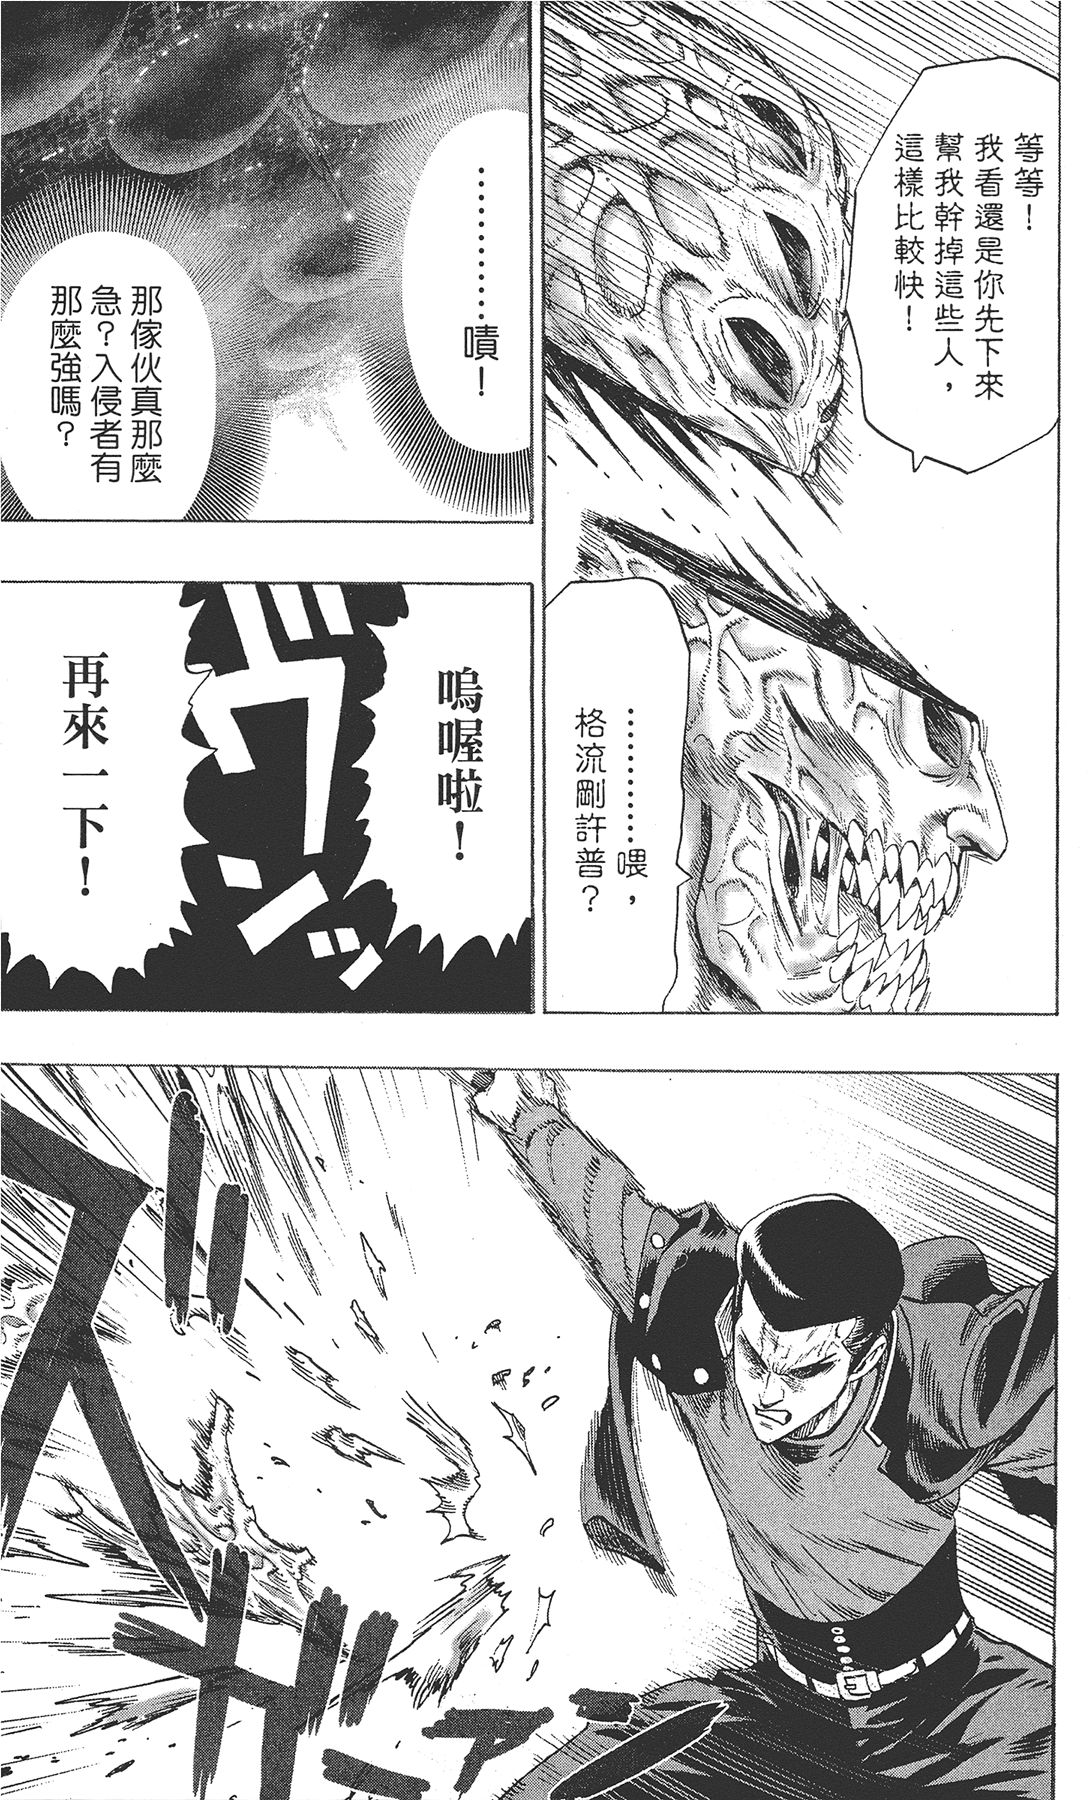 等等！
我看還是你先下來
幫我幹掉這些人，
這樣比較快！
…………喂，
格流剛許普？
…………嘖！
那傢伙真那麼
急？入侵者有
那麼強嗎？
嗚喔啦！
再來一下！